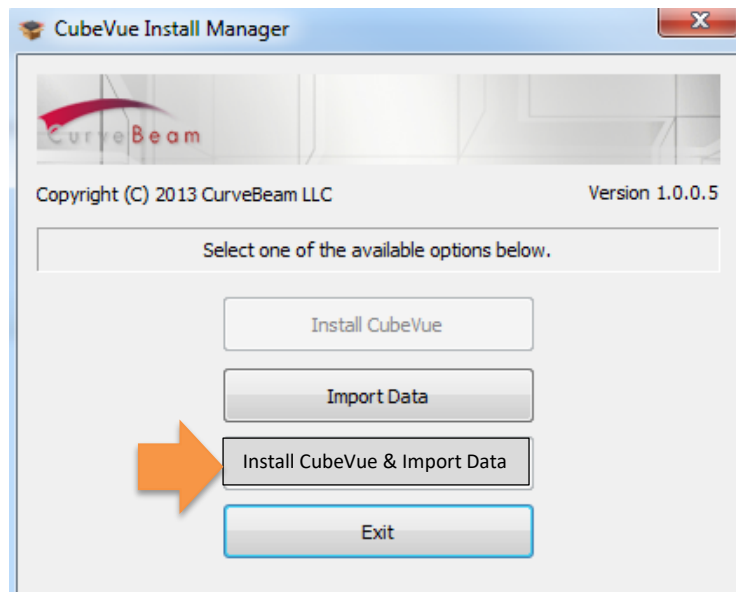 CubeVue Install Manager
CurveBeam
Copyright (C) 2013 CurveBeam LLC Version 1.0.0.5
Select one of the available options below.
Install CubeVue
Import Data
Install CubeVue & Import Data
Exit